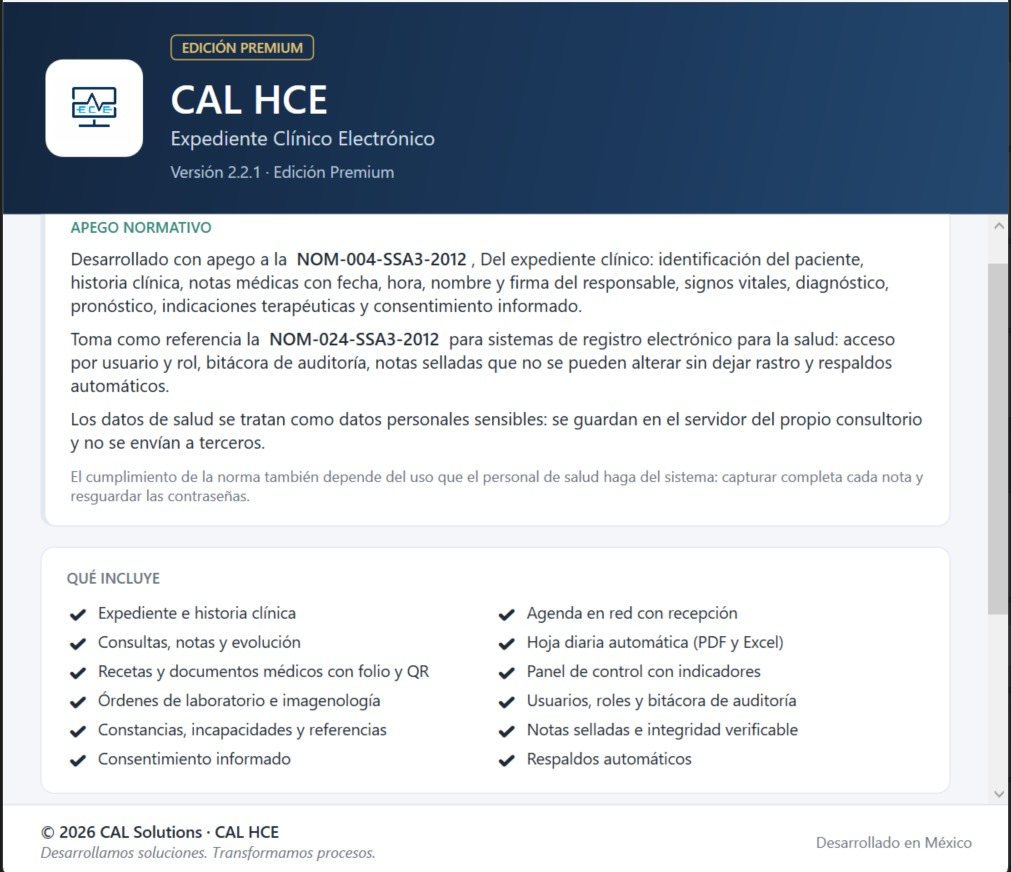 EDICIÓN PREMIUM
ECE
CAL HCE
Expediente Clínico Electrónico
Versión 2.2.1 · Edición Premium
APEGO NORMATIVO
Desarrollado con apego a la NOM-004-SSA3-2012 , Del expediente clínico: identificación del paciente,
historia clínica, notas médicas con fecha, hora, nombre y firma del responsable, signos vitales, diagnóstico,
pronóstico, indicaciones terapéuticas y consentimiento informado.
Toma como referencia la NOM-024-SSA3-2012 para sistemas de registro electrónico para la salud: acceso
por usuario y rol, bitácora de auditoría, notas selladas que no se pueden alterar sin dejar rastro y respaldos
automáticos.
Los datos de salud se tratan como datos personales sensibles: se guardan en el servidor del propio consultorio
y no se envían a terceros.
El cumplimiento de la norma también depende del uso que el personal de salud haga del sistema: capturar completa cada nota y
resguardar las contraseñas.
QUÉ INCLUYE
Expediente e historia clínica
Consultas, notas y evolución
Recetas y documentos médicos con folio y QR
Órdenes de laboratorio e imagenología
Constancias, incapacidades y referencias
Consentimiento informado
Agenda en red con recepción
Hoja diaria automática (PDF y Excel)
Panel de control con indicadores
Usuarios, roles y bitácora de auditoría
Notas selladas e integridad verificable
Respaldos automáticos
© 2026 CAL Solutions · CAL HCE
Desarrollamos soluciones. Transformamos procesos.
Desarrollado en México